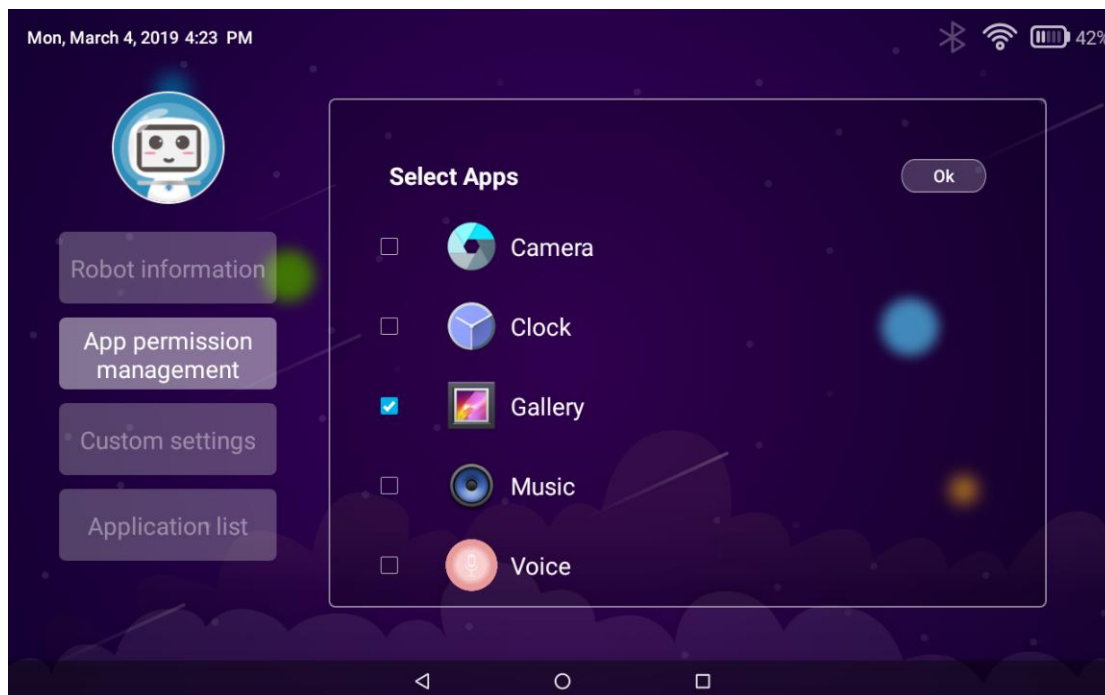 Mon, March 4, 2019 4:23 PM
42%
Robot information
App permission
management
Custom settings
Application list
Select Apps
Ok
Camera
Clock
Gallery
Music
Voice